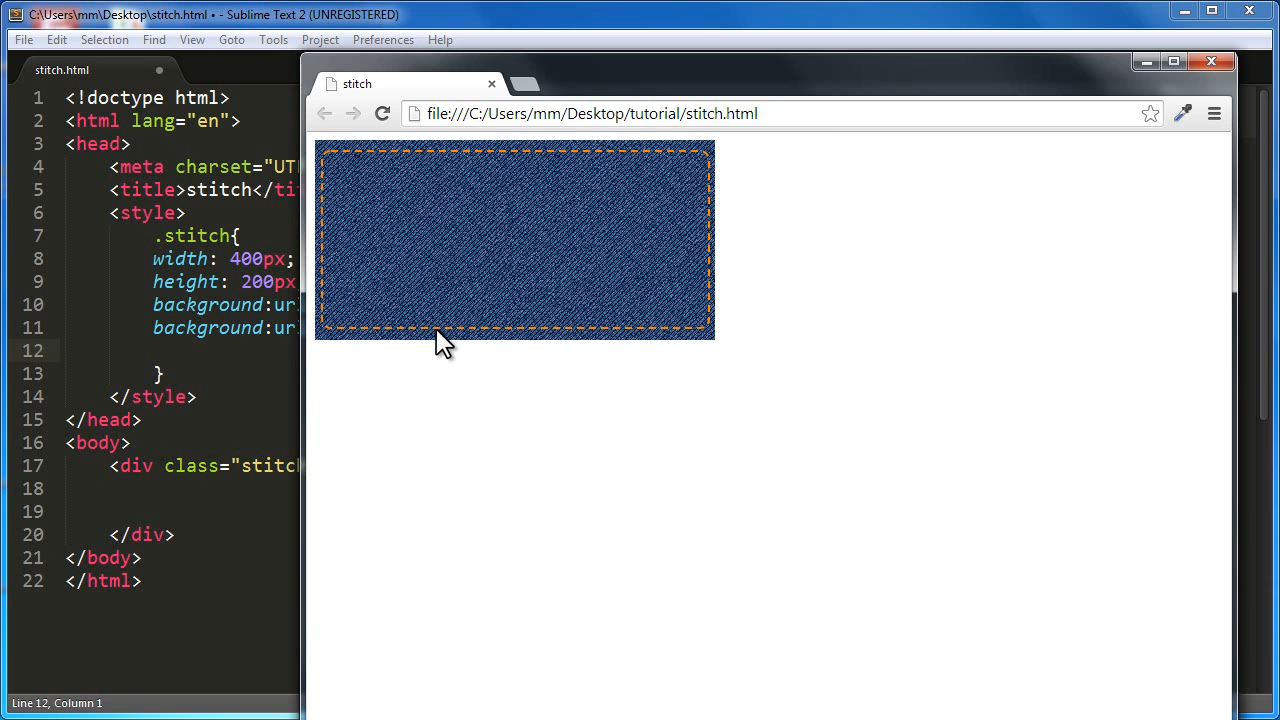 C:\Users\mm\Desktop\stitch.html • - Sublime Text 2 (UNREGISTERED)
File Edit Selection Find View Goto Tools Project Preferences Help
stitch.html
stitch
file:///C:/Users/mm/Desktop/tutorial/stitch.html
1 <!doctype html>
2 <html lang="en">
3 <head>
4 <meta charset="UT
5 <title>stitch</ti
6 <style>
7 .stitch{
8 width: 400px;
9 height: 200px
10 background:ur
11 background:ur
12
13 }
14 </style>
15 </head>
16 <body>
17 <div class="stitc
18
19
20 </div>
21 </body>
22 </html>
Line 12, Column 1